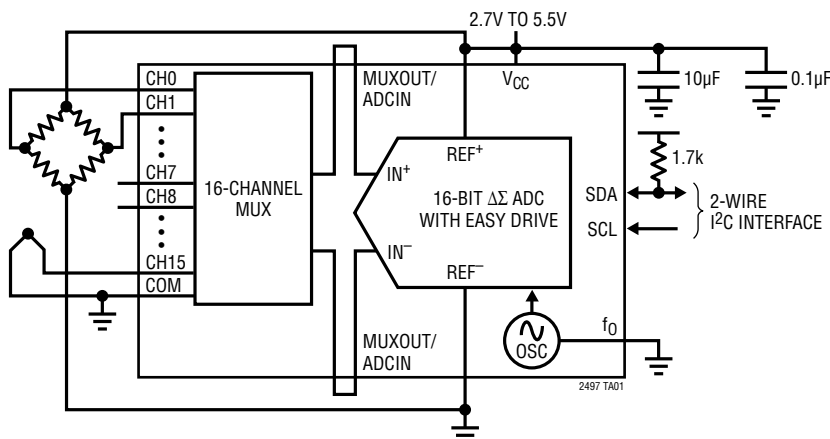 2.7V TO 5.5V
CH0
CH1
CH7
CH8
CH15
COM
16-CHANNEL
MUX
MUXOUT/
ADCIN
VCC
10µF
0.1µF
REF⁺
IN⁺
16-BIT ΔΣ ADC
WITH EASY DRIVE
IN⁻
REF⁻
1.7k
SDA
SCL
2-WIRE
I²C INTERFACE
MUXOUT/
ADCIN
OSC
fO
2497 TA01